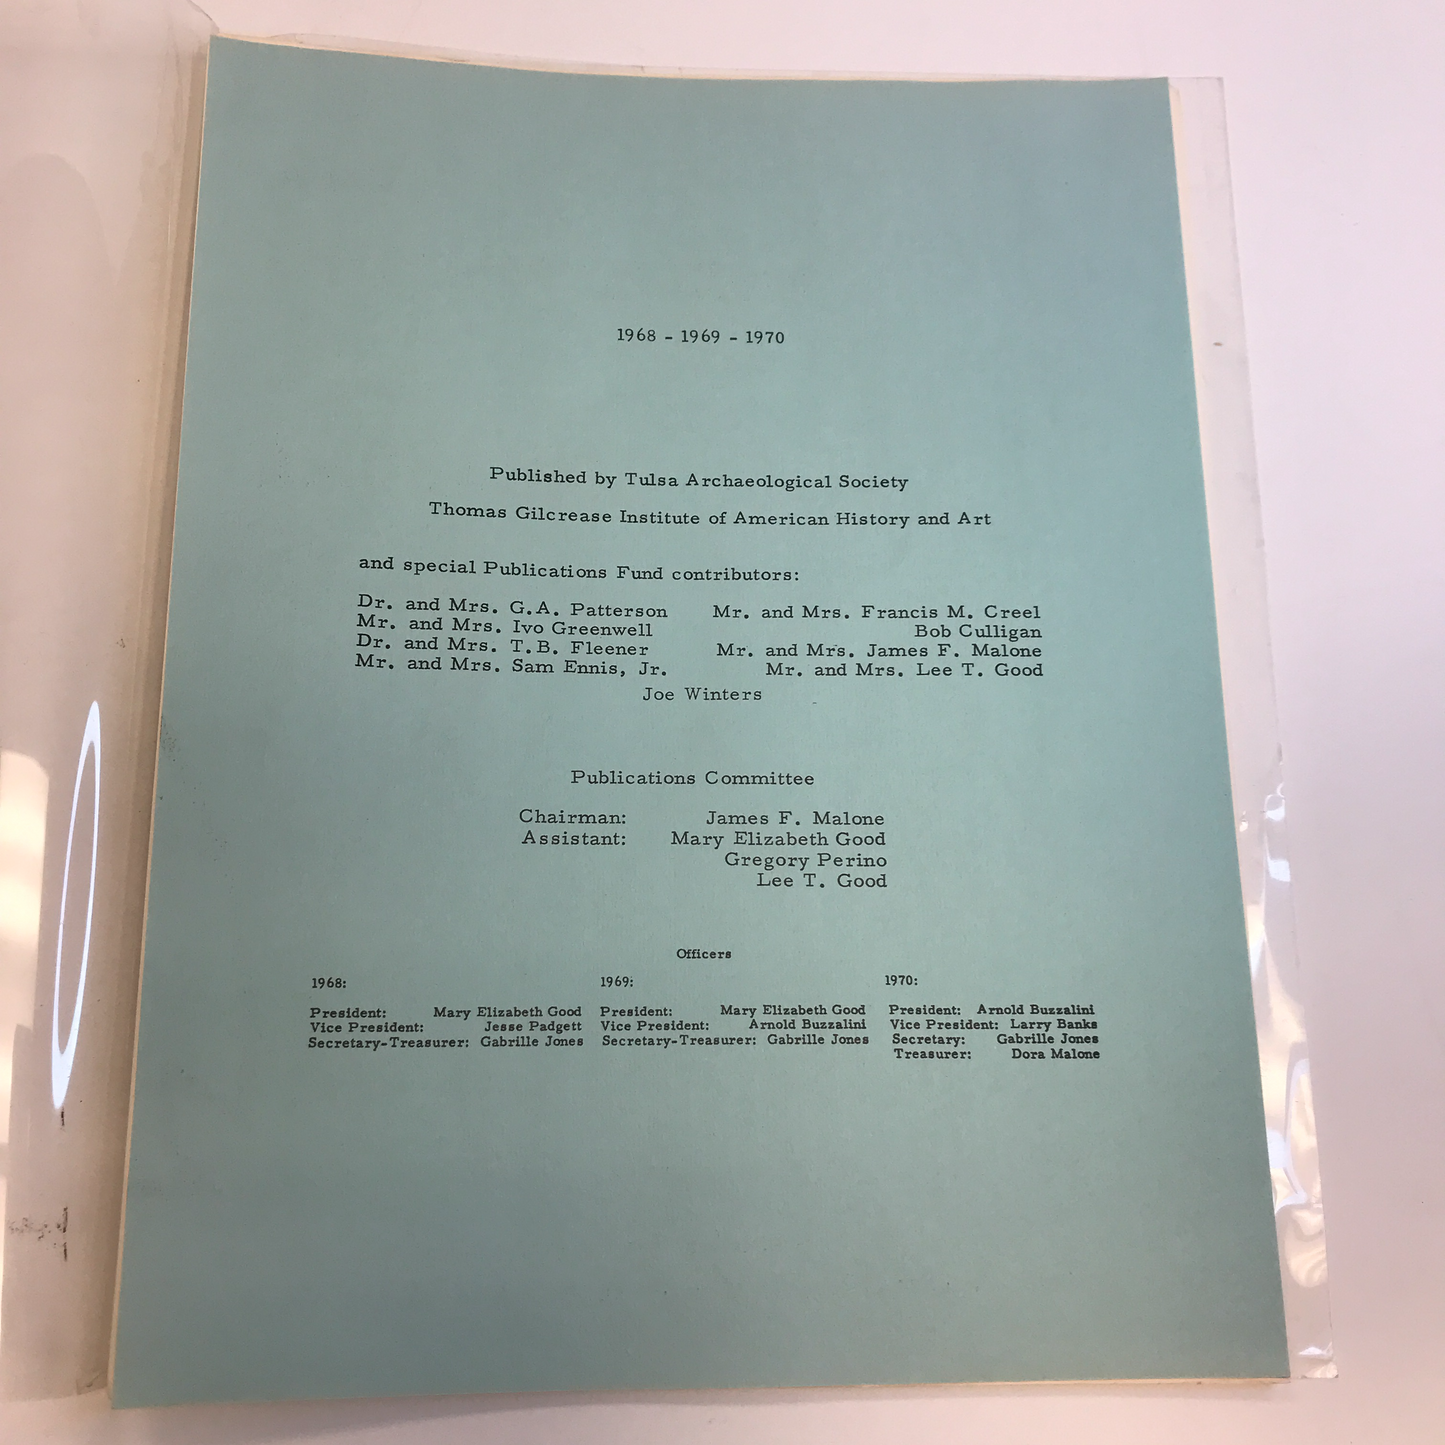 1968 - 1969 - 1970
Published by Tulsa Archaeological Society
Thomas Gilcrease Institute of American History and Art
and special Publications Fund contributors:
Dr. and Mrs. G.A. Patterson Mr. and Mrs. Francis M. Creel
Mr. and Mrs. Ivo Greenwell Bob Culligan
Dr. and Mrs. T.B. Fleener Mr. and Mrs. James F. Malone
Mr. and Mrs. Sam Ennis, Jr. Mr. and Mrs. Lee T. Good
Joe Winters
Publications Committee
Chairman: James F. Malone
Assistant: Mary Elizabeth Good
Gregory Perino
Lee T. Good
Officers
1968: 1969: 1970:
President: Mary Elizabeth Good President: Mary Elizabeth Good President: Arnold Buzzalini
Vice President: Jesse Padgett Vice President: Arnold Buzzalini Vice President: Larry Banks
Secretary-Treasurer: Gabrille Jones Secretary-Treasurer: Gabrille Jones Secretary: Gabrille Jones
Treasurer: Dora Malone